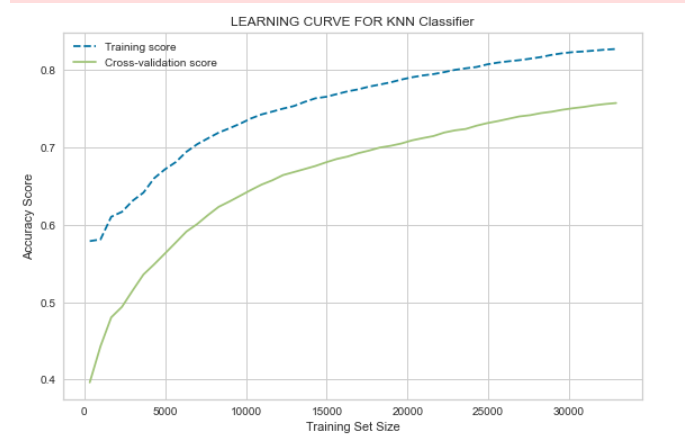 LEARNING CURVE FOR KNN Classifier
Training score
Cross-validation score
0.8
0.7
0.6
0.5
0.4
Accuracy Score
0 5000 10000 15000 20000 25000 30000
Training Set Size